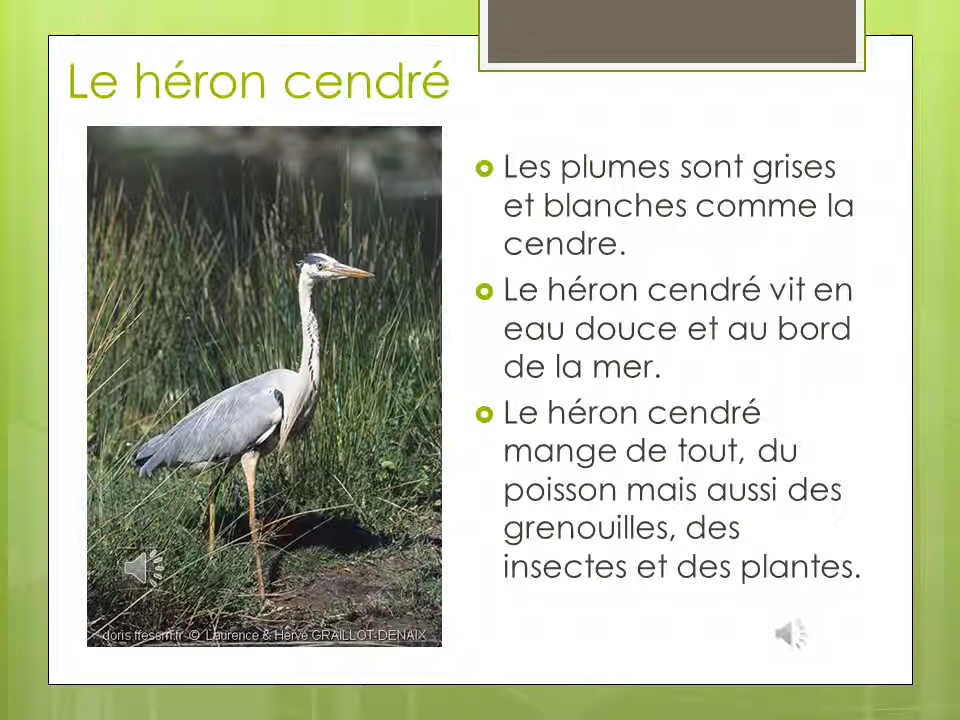 Le héron cendré
Les plumes sont grises
et blanches comme la
cendre.
Le héron cendré vit en
eau douce et au bord
de la mer.
Le héron cendré
mange de tout, du
poisson mais aussi des
grenouilles, des
insectes et des plantes.
doris.ffessm.fr © Laurence & Hervé GRAILLOT-DENAIX